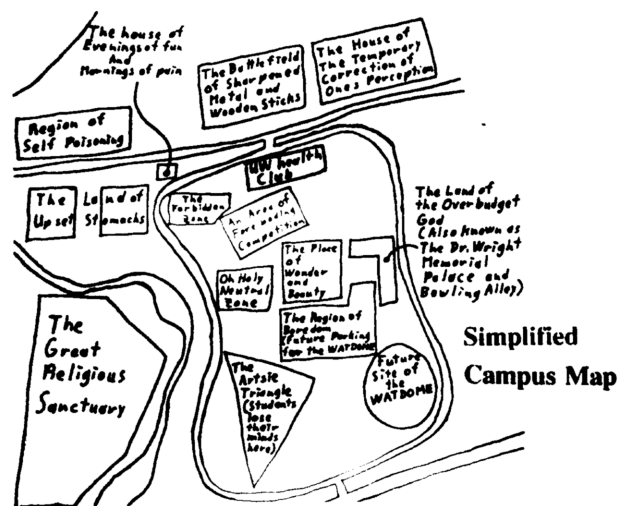 The house of
Evenings of fun
And
Mornings of pain
The Battlefield
of Sharpened
Metal and
Wooden Sticks
The House of
The Temporary
Correction of
Ones Perception
Region of
Self Poisoning
UW health
Club
The
Upset
Land of
Stomachs
The
Forbidden
Zone
An Area of
Foreboding
Competition
The Land of
the Overbudget
God
(Also known as
The Dr. Wright
Memorial
Palace and
Bowling Alley)
The Place
of
Wonder
and
Beauty
Oh Holy
Neutral
Zone
The Region of
Boredom
(Future Parking
for the WATDOME
The
Great
Religious
Sanctuary
The
Artsie
Triangle
(Students
lose
their
minds
here)
Future
Site of the
WATDOME
Simplified
Campus Map